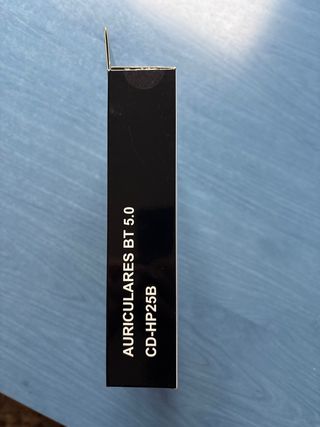 AURICULARES BT 5.0
CD-HP25B